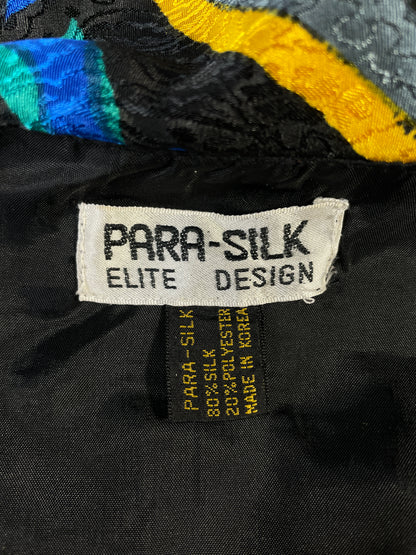 PARA-SILK
ELITE DESIGN
PARA-SILK
80%SILK
20%POLYESTER
MADE IN KOREA